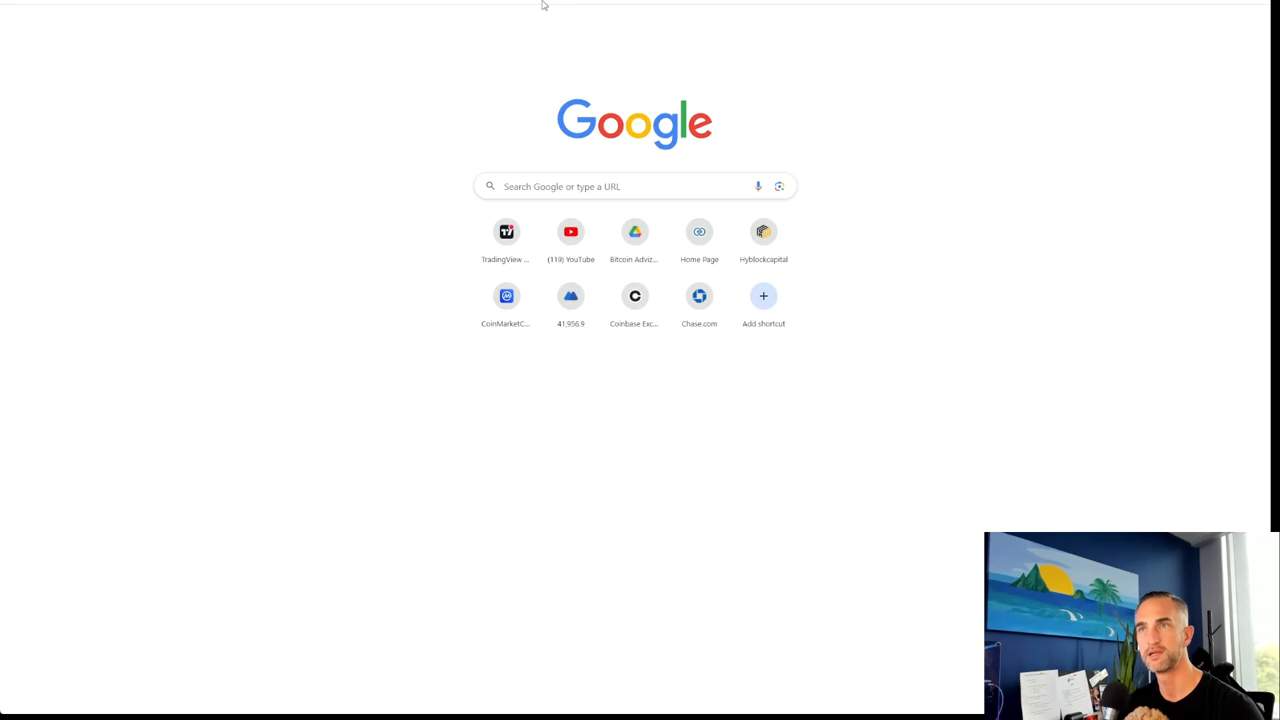 Google
Search Google or type a URL
TradingView ...
(119) YouTube
Bitcoin Adviz...
Home Page
Hyblockcapital
CoinMarketC...
41,956.9
Coinbase Exc...
Chase.com
Add shortcut